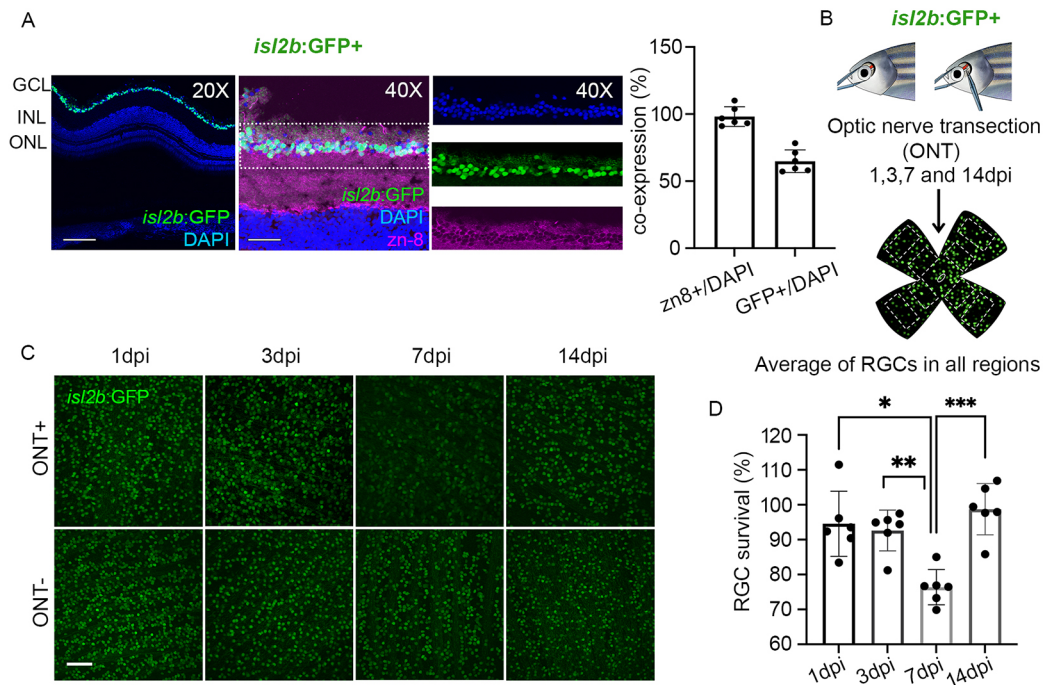 A
isl2b:GFP+
GCL
INL
ONL
20X
isl2b:GFP
DAPI
40X
isl2b:GFP
DAPI
zn-8
40X
co-expression (%)
150
100
50
0
zn8+/DAPI
GFP+/DAPI
B
isl2b:GFP+
Optic nerve transection
(ONT)
1,3,7 and 14dpi
Average of RGCs in all regions
C
1dpi
3dpi
7dpi
14dpi
isl2b:GFP
ONT+
ONT-
D
*
***
**
RGC survival (%)
120
110
100
90
80
70
60
1dpi
3dpi
7dpi
14dpi